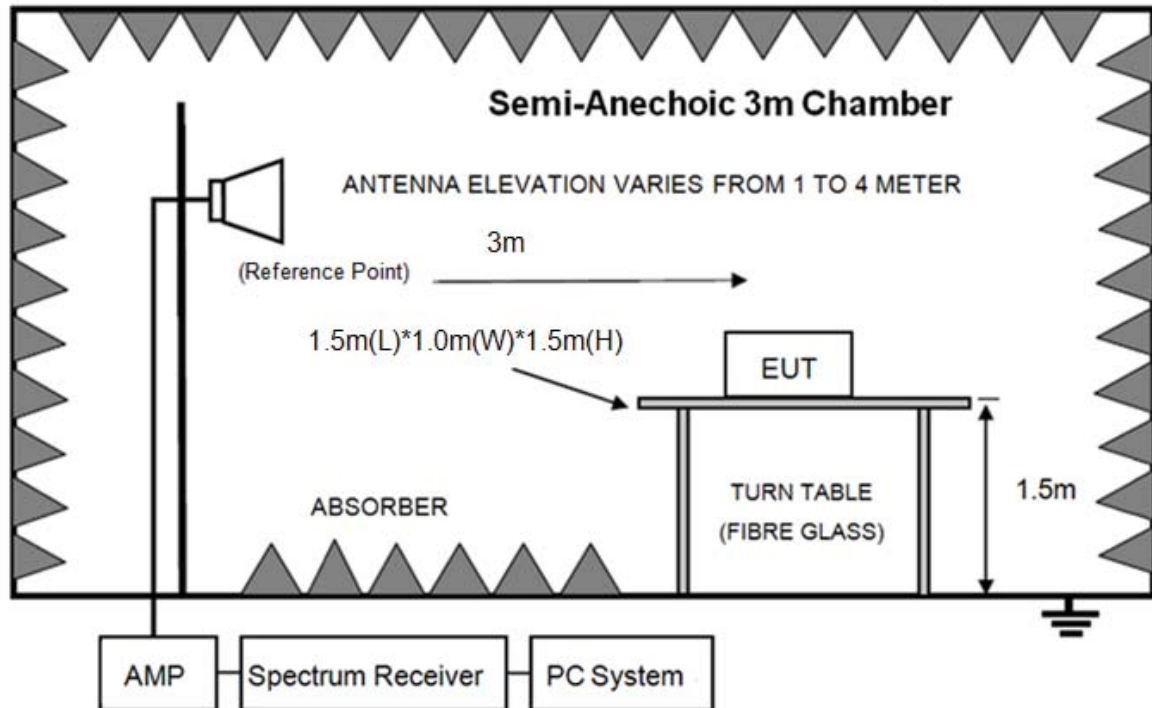 Semi-Anechoic 3m Chamber
ANTENNA ELEVATION VARIES FROM 1 TO 4 METER
3m
(Reference Point)
1.5m(L)*1.0m(W)*1.5m(H)
EUT
ABSORBER
TURN TABLE
(FIBRE GLASS)
1.5m
AMP
Spectrum Receiver
PC System